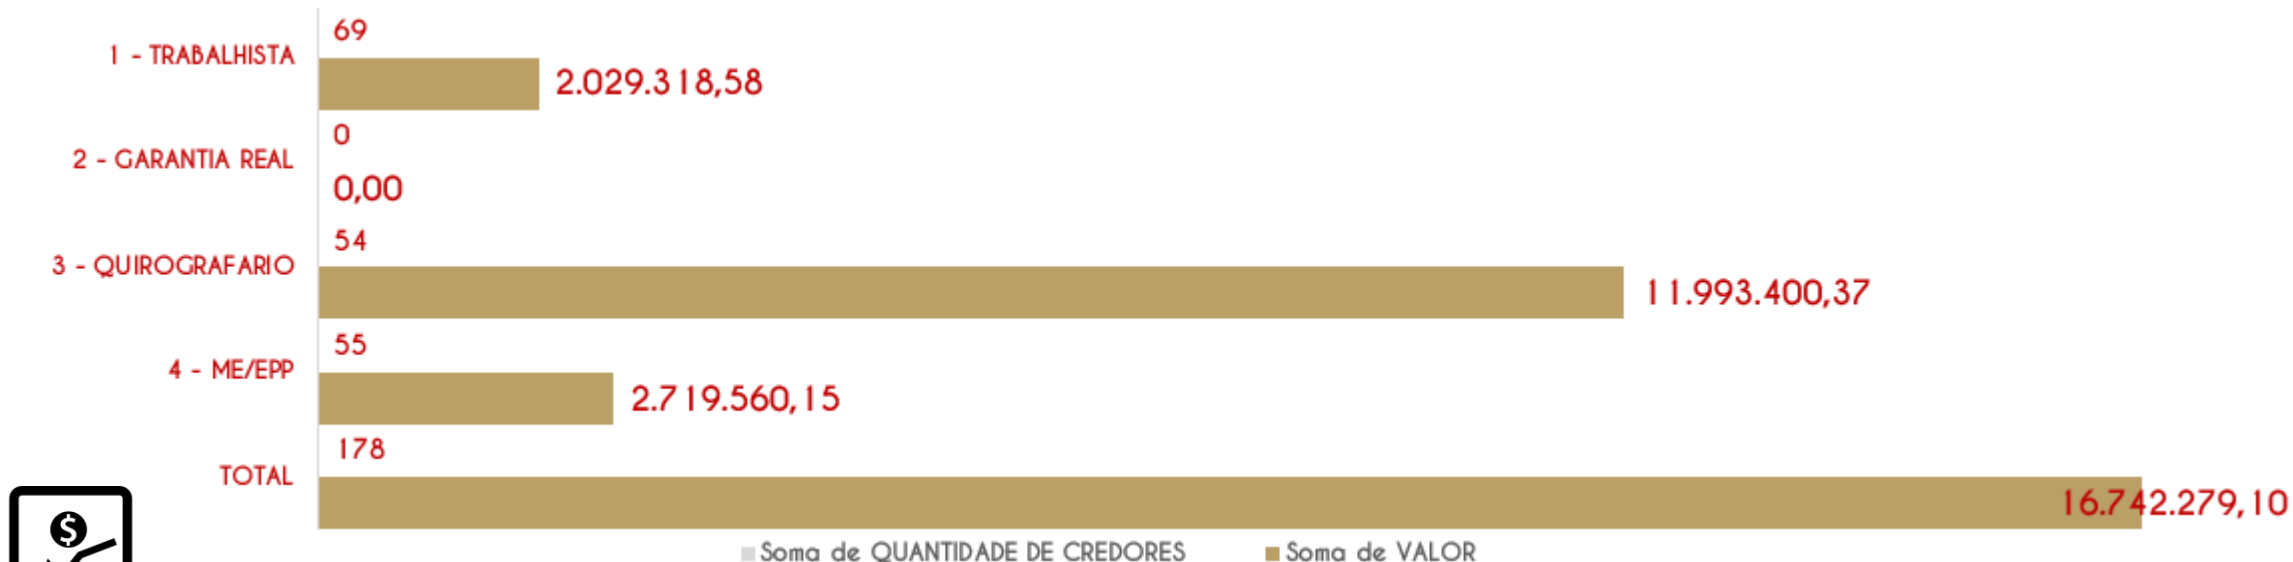 69
1 - TRABALHISTA
2.029.318,58
0
2 - GARANTIA REAL
0,00
54
3 - QUIROGRAFARIO
11.993.400,37
55
4 - ME/EPP
2.719.560,15
178
TOTAL
16.742.279,10
$
Soma de QUANTIDADE DE CREDORES
Soma de VALOR